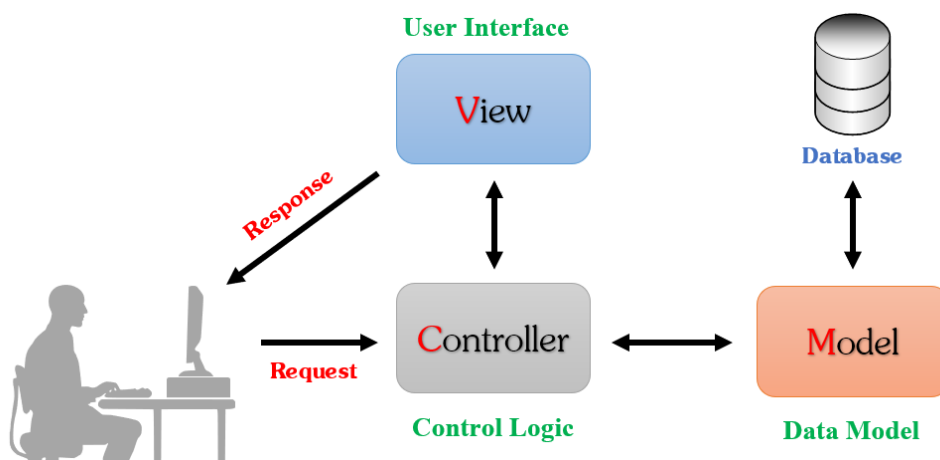 User Interface
View
Database
Response
Controller
Model
Request
Control Logic
Data Model